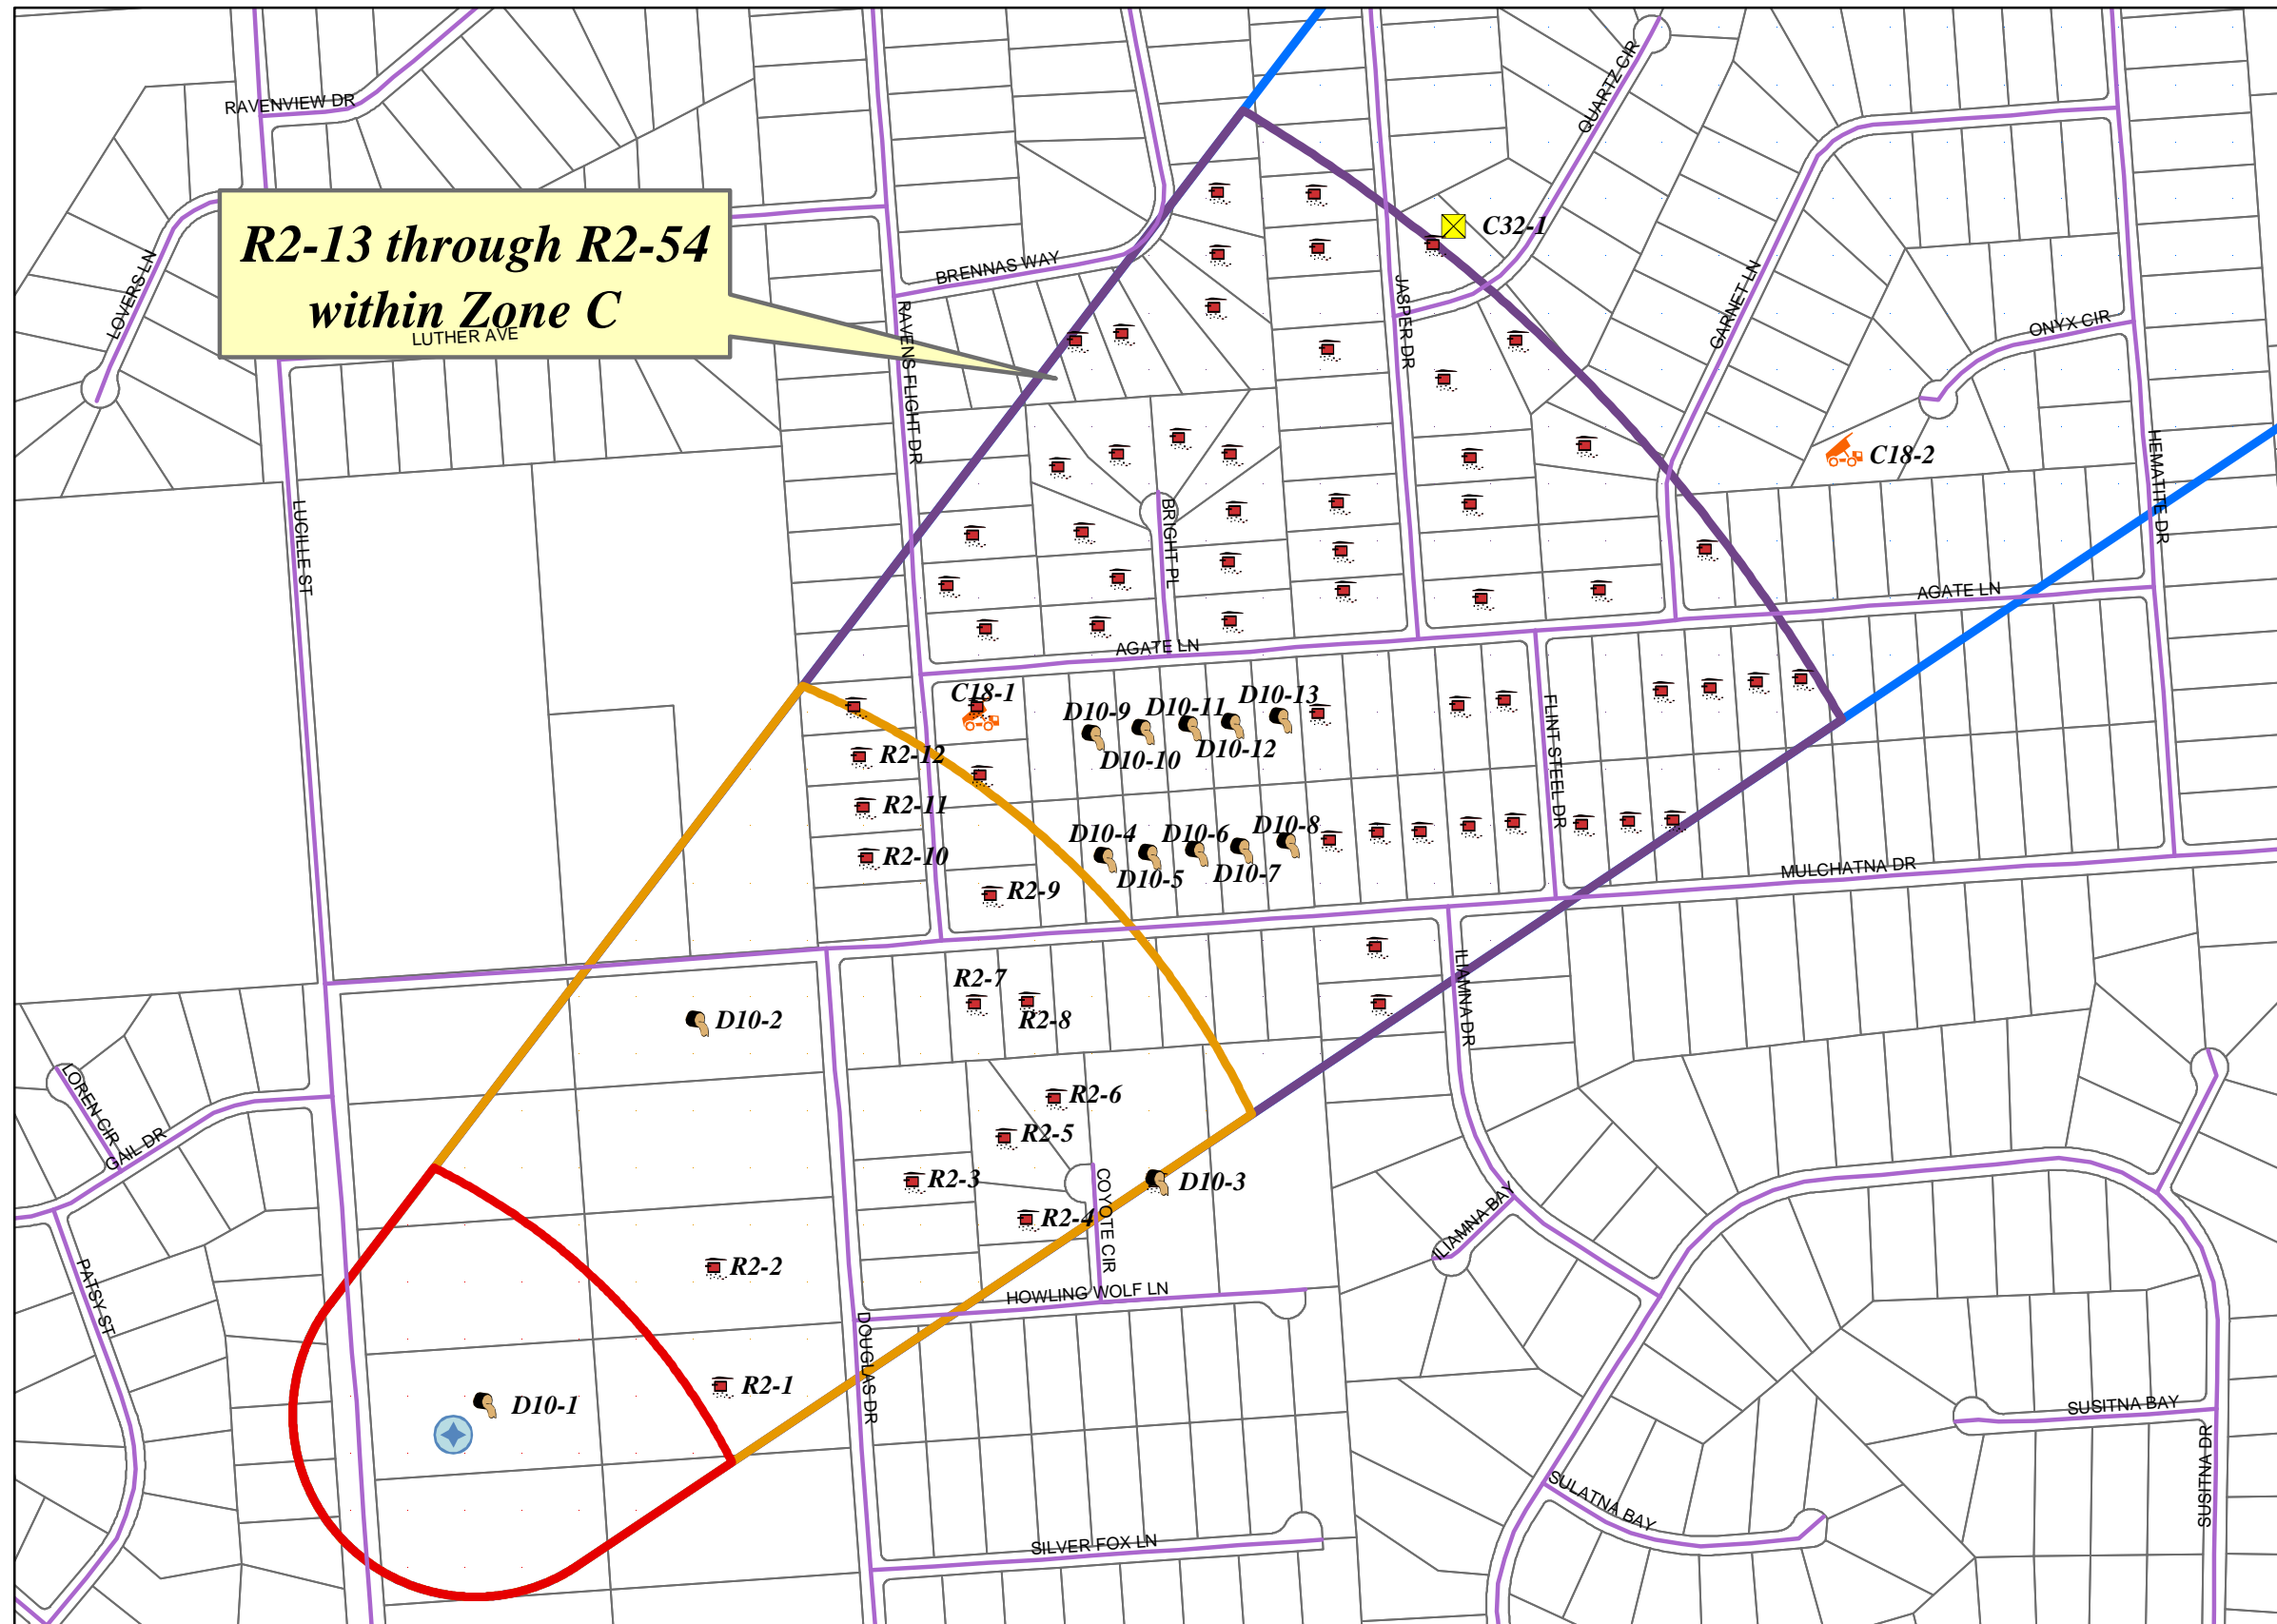 RAVENVIEW DR
QUARTZ CIR
R2-13 through R2-54
within Zone C
C32-1
LOVERS LN
BRENNAS WAY
GARNET LN
JASPER DR
ONYX CIR
LUTHER AVE
RAVENS FLIGHT DR
C18-2
HEMATITE DR
LUCILLE ST
BRIGHT PL
AGATE LN
AGATE LN
C18-1
D10-13
D10-9
D10-11
D10-12
D10-10
FLINT STEEL DR
R2-12
R2-11
D10-4
D10-6
D10-8
R2-10
D10-5
D10-7
MULCHATNA DR
R2-9
R2-7
ILIAMNA DR
D10-2
R2-8
LOREN CIR
R2-6
GAIL DR
R2-5
R2-3
D10-3
R2-4
COYOTE CIR
ILIAMNA BAY
R2-2
PATSY ST
HOWLING WOLF LN
DOUGLAS DR
R2-1
D10-1
SUSITNA BAY
SUSITNA DR
SULATNA BAY
SILVER FOX LN